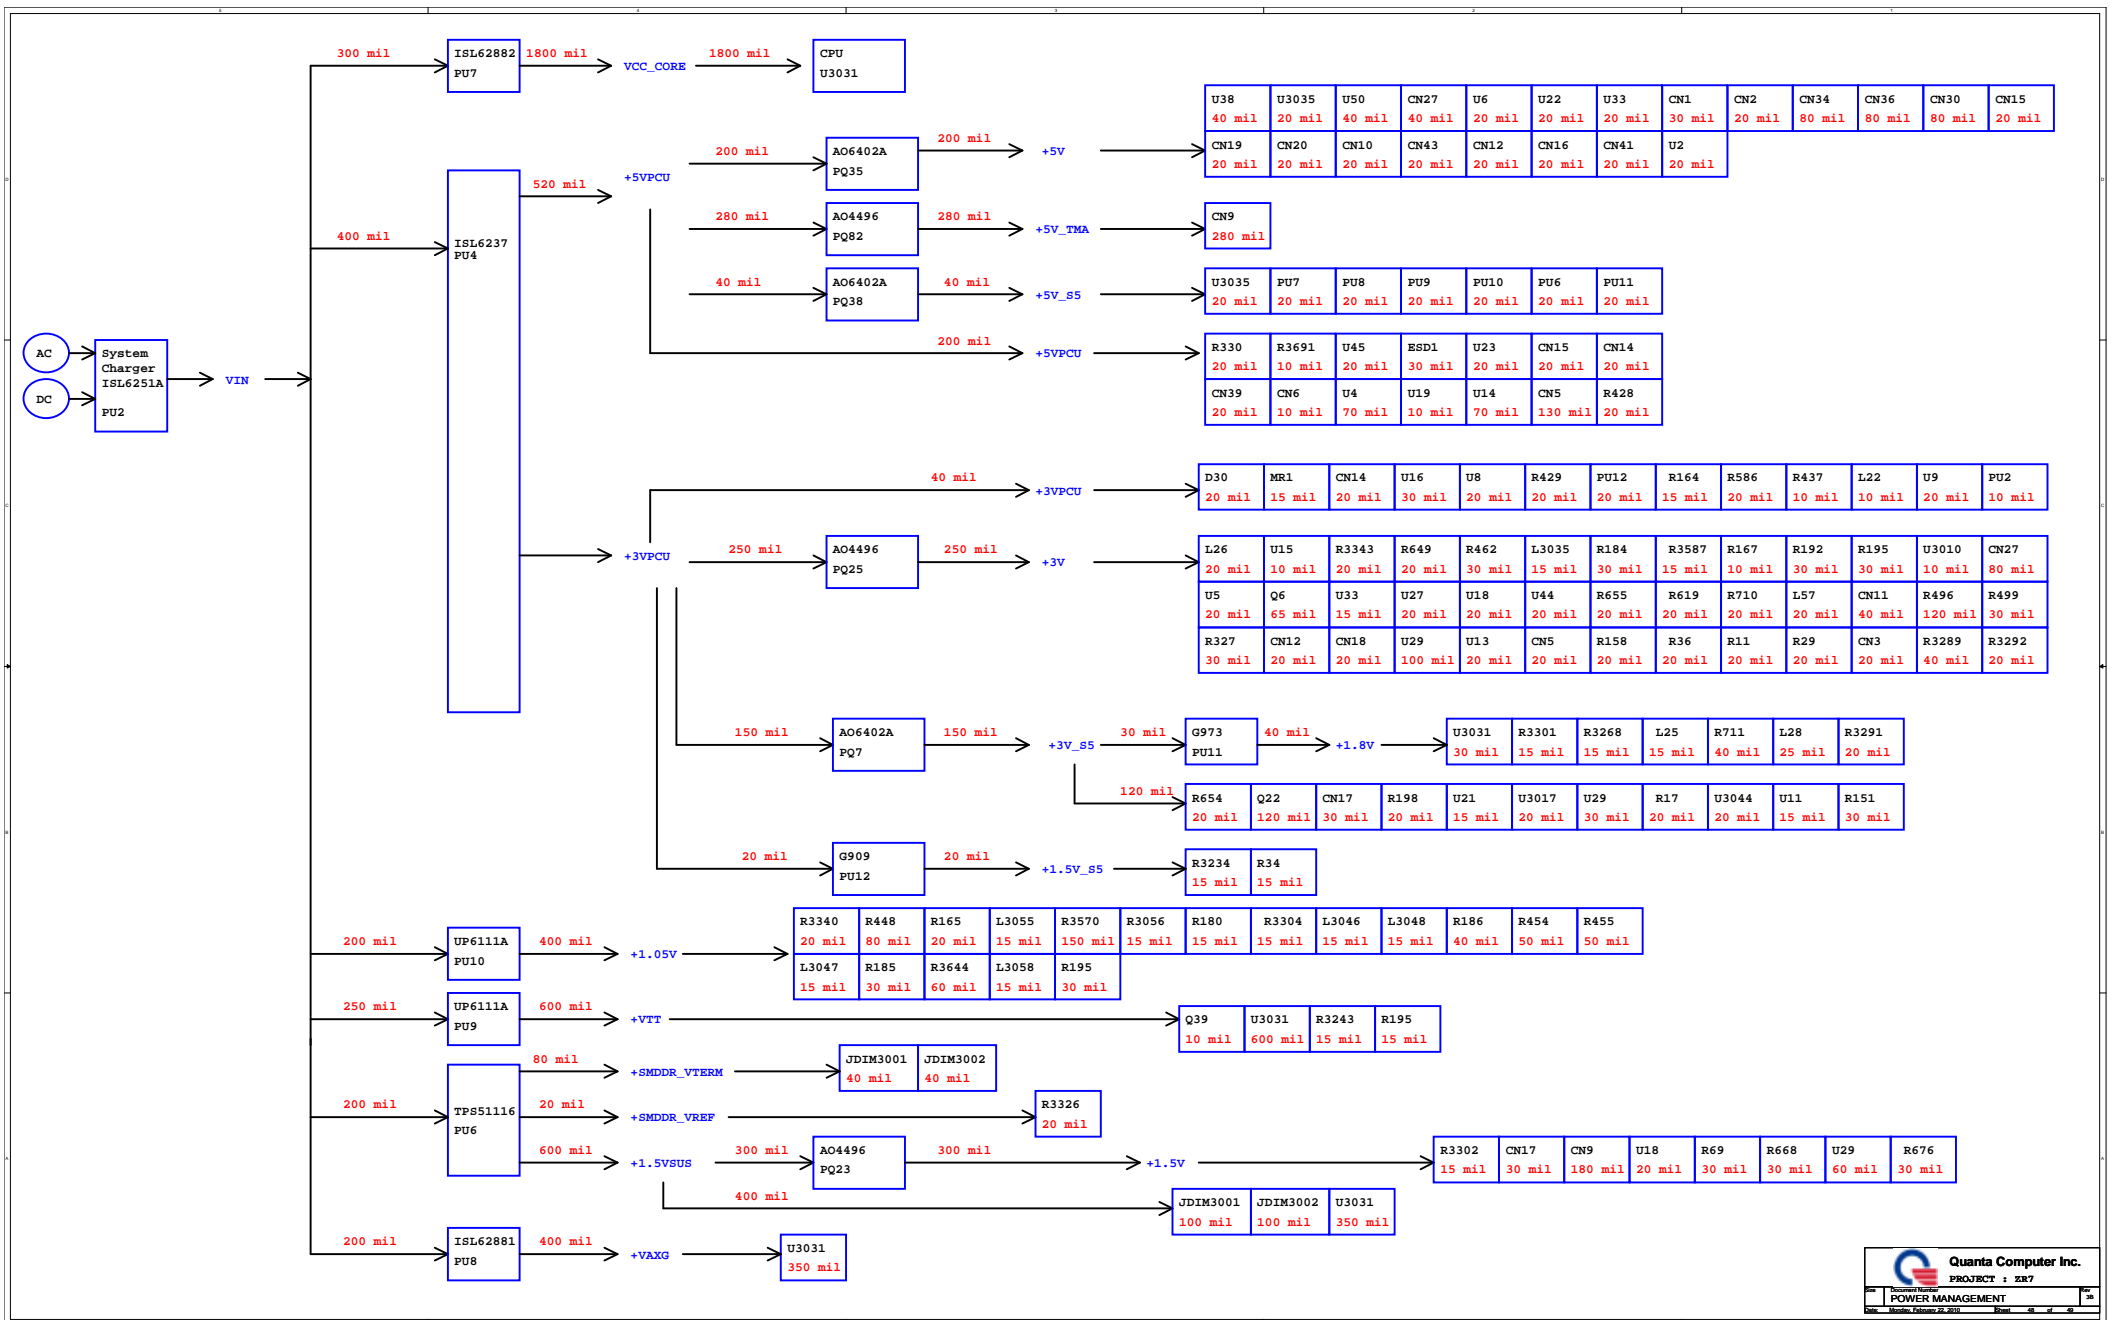 300 mil
ISL62882
PU7
1800 mil
VCC_CORE
1800 mil
CPU
U3031
400 mil
ISL6237
PU4
520 mil
+5VPCU
200 mil
AO6402A
PQ35
200 mil
+5V
U38 U3035 U50 CN27 U6 U22 U33 CN1 CN2 CN34 CN36 CN30 CN15
40 mil 20 mil 40 mil 40 mil 20 mil 20 mil 20 mil 30 mil 20 mil 80 mil 80 mil 80 mil 20 mil
CN19 CN20 CN10 CN43 CN12 CN16 CN41 U2
20 mil 20 mil 20 mil 20 mil 20 mil 20 mil 20 mil 20 mil
280 mil
AO4496
PQ82
280 mil
+5V_TMA
CN9
280 mil
40 mil
AO6402A
PQ38
40 mil
+5V_S5
U3035 PU7 PU8 PU9 PU10 PU6 PU11
20 mil 20 mil 20 mil 20 mil 20 mil 20 mil 20 mil
200 mil
+5VPCU
R330 R3691 U45 ESD1 U23 CN15 CN14
20 mil 10 mil 20 mil 30 mil 20 mil 20 mil 20 mil
CN39 CN6 U4 U19 U14 CN5 R428
20 mil 10 mil 70 mil 10 mil 70 mil 130 mil 20 mil
AC
DC
System
Charger
ISL6251A
PU2
VIN
40 mil
+3VPCU
D30 MR1 CN14 U16 U8 R429 PU12 R164 R586 R437 L22 U9 PU2
20 mil 15 mil 20 mil 30 mil 20 mil 20 mil 20 mil 15 mil 20 mil 10 mil 10 mil 20 mil 10 mil
+3VPCU
250 mil
AO4496
PQ25
250 mil
+3V
L26 U15 R3343 R649 R462 L3035 R184 R3587 R167 R192 R195 U3010 CN27
20 mil 10 mil 20 mil 20 mil 30 mil 15 mil 30 mil 15 mil 10 mil 30 mil 30 mil 10 mil 80 mil
U5 Q6 U33 U27 U18 U44 R655 R619 R710 L57 CN11 R496 R499
20 mil 65 mil 15 mil 20 mil 20 mil 20 mil 20 mil 20 mil 20 mil 20 mil 40 mil 120 mil 30 mil
R327 CN12 CN18 U29 U13 CN5 R158 R36 R11 R29 CN3 R3289 R3292
30 mil 20 mil 20 mil 100 mil 20 mil 20 mil 20 mil 20 mil 20 mil 20 mil 20 mil 40 mil 20 mil
150 mil
AO6402A
PQ7
150 mil
+3V_S5
30 mil
G973
PU11
40 mil
+1.8V
U3031 R3301 R3268 L25 R711 L28 R3291
30 mil 15 mil 15 mil 15 mil 40 mil 25 mil 20 mil
120 mil
R654 Q22 CN17 R198 U21 U3017 U29 R17 U3044 U11 R151
20 mil 120 mil 30 mil 20 mil 15 mil 20 mil 30 mil 20 mil 20 mil 15 mil 30 mil
20 mil
G909
PU12
20 mil
+1.5V_S5
R3234 R34
15 mil 15 mil
200 mil
UP6111A
PU10
400 mil
+1.05V
R3340 R448 R165 L3055 R3570 R3056 R180 R3304 L3046 L3048 R186 R454 R455
20 mil 80 mil 20 mil 15 mil 150 mil 15 mil 15 mil 15 mil 15 mil 15 mil 40 mil 50 mil 50 mil
L3047 R185 R3644 L3058 R195
15 mil 30 mil 60 mil 15 mil 30 mil
250 mil
UP6111A
PU9
600 mil
+VTT
Q39 U3031 R3243 R195
10 mil 600 mil 15 mil 15 mil
200 mil
TPS51116
PU6
80 mil
+SMDDR_VTERM
JDIM3001 JDIM3002
40 mil 40 mil
20 mil
+SMDDR_VREF
R3326
20 mil
600 mil
+1.5VSUS
300 mil
AO4496
PQ23
300 mil
+1.5V
R3302 CN17 CN9 U18 R69 R668 U29 R676
15 mil 30 mil 180 mil 20 mil 30 mil 30 mil 60 mil 30 mil
400 mil
JDIM3001 JDIM3002 U3031
100 mil 100 mil 350 mil
200 mil
ISL62881
PU8
400 mil
+VAXG
U3031
350 mil
Quanta Computer Inc.
PROJECT : ZR7
Size Document Number Rev
POWER MANAGEMENT 3B
Date: Monday, February 22, 2010 Sheet 48 of 49